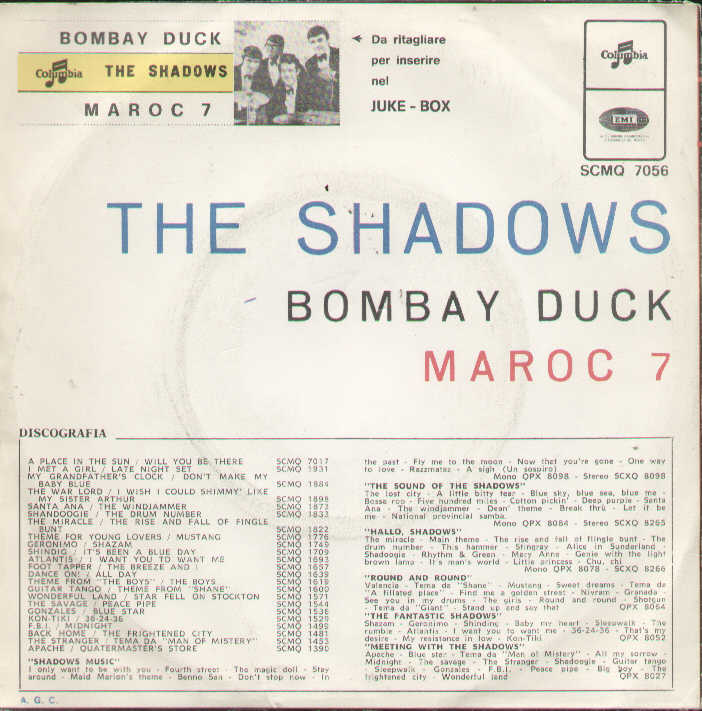 BOMBAY DUCK
Columbia THE SHADOWS
MAROC 7
Da ritagliare
per inserire
nel
JUKE - BOX
Columbia
EMI
SCMQ 7056
THE SHADOWS
BOMBAY DUCK
MAROC 7
DISCOGRAFIA
A PLACE IN THE SUN / WILL YOU BE THERE SCMQ 7017
I MET A GIRL / LATE NIGHT SET SCMQ 1931
MY GRANDFATHER'S CLOCK / DON'T MAKE MY
BABY BLUE SCMQ 1884
THE WAR LORD / I WISH I COULD SHIMMY' LIKE
MY SISTER ARTHUR SCMQ 1898
SANTA ANA / THE WINDJAMMER SCMQ 1873
SHANDOOGIE / THE DRUM NUMBER SCMQ 1833
THE MIRACLE / THE RISE AND FALL OF FINGLE
BUNT SCMQ 1822
THEME FOR YOUNG LOVERS / MUSTANG SCMQ 1776
GERONIMO / SHAZAM SCMQ 1749
SHINDIG / IT'S BEEN A BLUE DAY SCMQ 1709
ATLANTIS / I WANT YOU TO WANT ME SCMQ 1693
FOOT TAPPER / THE BREEZE AND I SCMQ 1657
DANCE ON! / ALL DAY SCMQ 1639
THEME FROM "THE BOYS" / THE BOYS SCMQ 1619
GUITAR TANGO / THEME FROM "SHANE" SCMQ 1600
WONDERFUL LAND / STAR FELL ON STOCKTON SCMQ 1571
THE SAVAGE / PEACE PIPE SCMQ 1544
GONZALES / BLUE STAR SCMQ 1538
KON-TIKI / 36-24-36 SCMQ 1529
F.B.I. / MIDNIGHT SCMQ 1499
BACK HOME / THE FRIGHTENED CITY SCMQ 1481
THE STRANGER / TEMA DA "MAN OF MISTERY" SCMQ 1453
APACHE / QUATERMASTER'S STORE SCMQ 1390
"SHADOWS MUSIC"
I only want to be with you - Fourth street - The magic doll - Stay
around - Maid Marion's theme - Benno San - Don't stop now - In
the past - Fly me to the moon - Now that you're gone - One way
to love - Razzmataz - A sigh (Un sospiro)
Mono QPX 8098 - Stereo SCXQ 8098
"THE SOUND OF THE SHADOWS"
The lost city - A little bitty tear - Blue sky, blue sea, blue me -
Bossa roo - Five hundred miles - Cotton pickin' - Deep purple - Santa
Ana - The windjammer - Dean' theme - Break thrù - Let it be
me - National provincial samba
Mono QPX 8084 - Stereo SCXQ 8265
"HALLO, SHADOWS"
The miracle - Main theme - The rise and fall of flingle bunt - The
drum number - This hammer - Stingray - Alice in Sunderland
Shadoogie - Rhythm & Green - Mary Anne - Genie with the light
brown lamp - It's man's world - Little princess - Chu, chi
Mono QPX 8078 - SCXQ 8266
"ROUND AND ROUND"
Valencia - Tema da "Shane" - Mustang - Sweet dreams - Tema da
"A fillated place" - Find me a golden street - Nivram - Granada -
See you in my drums - The girls - Round and round - Shotgun
- Tema da "Giant" - Stand up and say that QPX 8064
"THE FANTASTIC SHADOWS"
Shazam - Geronimo - Shinding - Baby my heart - Sleepwalk - The
rumble - Atlantis - I want you to want me - 36-24-36 - That's my
desire - My resistance in low - Kon-Tiki QPX 8052
"MEETING WITH THE SHADOWS"
Apache - Blue star - Tema da "Man of Mistery" - All my sorrow -
Midnight - The savage - The Stranger - Shadoogie - Guitar tango
- Sleepwalk - Gonzales - F.B.I. - Peace pipe - Big boy - The
frightened city - Wonderful land QPX 8027
A. G. C.